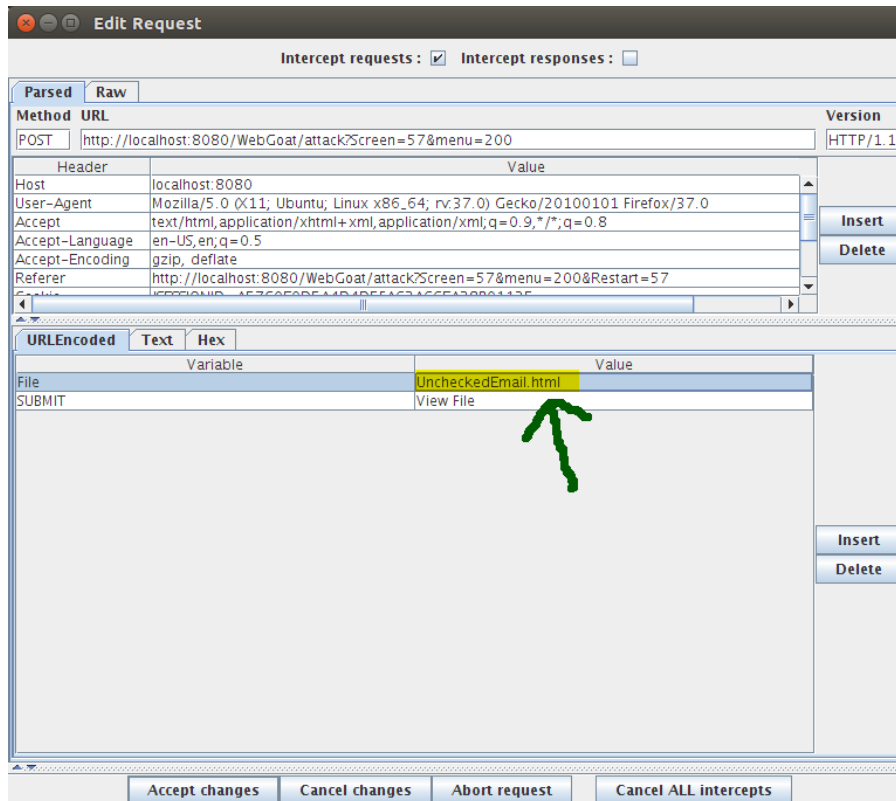 Edit Request
Intercept requests : Intercept responses :
Parsed Raw
Method URL Version
POST http://localhost:8080/WebGoat/attack?Screen=57&menu=200 HTTP/1.1
Header Value
Host localhost:8080
User-Agent Mozilla/5.0 (X11; Ubuntu; Linux x86_64; rv:37.0) Gecko/20100101 Firefox/37.0
Accept text/html,application/xhtml+xml,application/xml;q=0.9,*/*;q=0.8
Insert
Accept-Language en-US,en;q=0.5
Delete
Accept-Encoding gzip, deflate
Referer http://localhost:8080/WebGoat/attack?Screen=57&menu=200&Restart=57
URLEncoded Text Hex
Variable Value
File UncheckedEmail.html
SUBMIT View File
Insert
Delete
Accept changes Cancel changes Abort request Cancel ALL intercepts